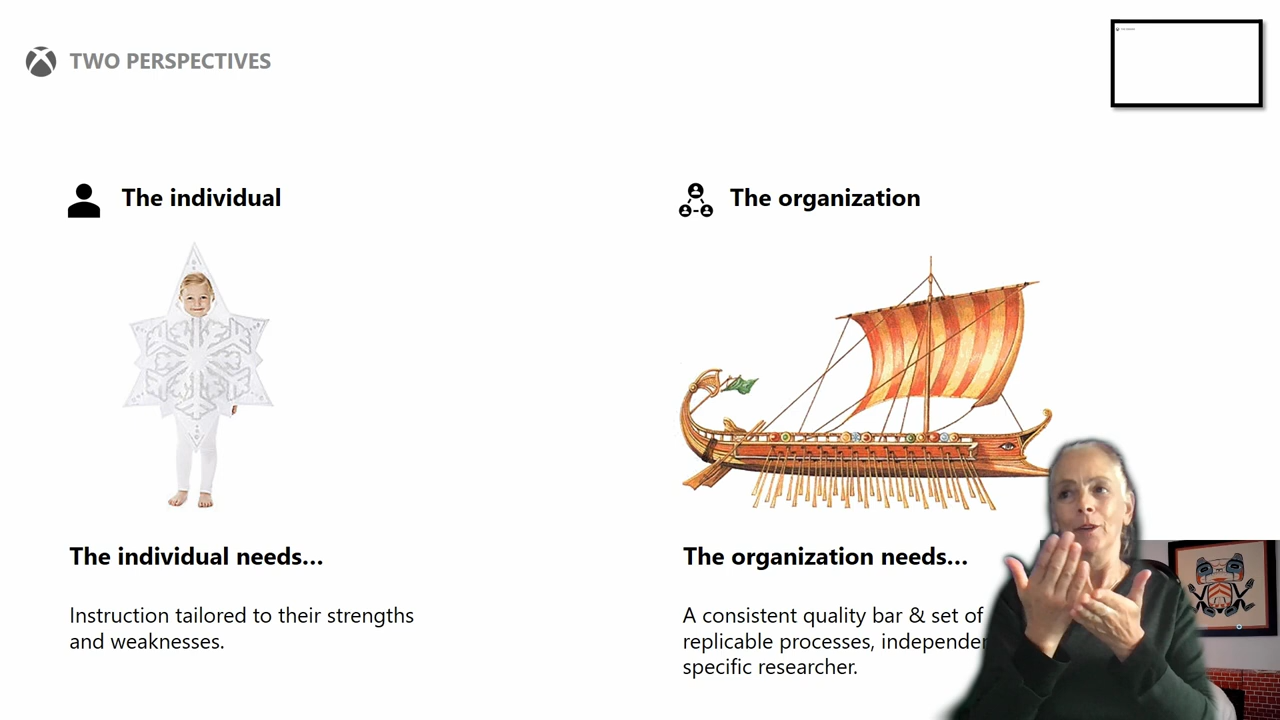 TWO PERSPECTIVES
The individual
The organization
The individual needs...
Instruction tailored to their strengths
and weaknesses.
The organization needs...
A consistent quality bar & set of
replicable processes,
specific researcher.